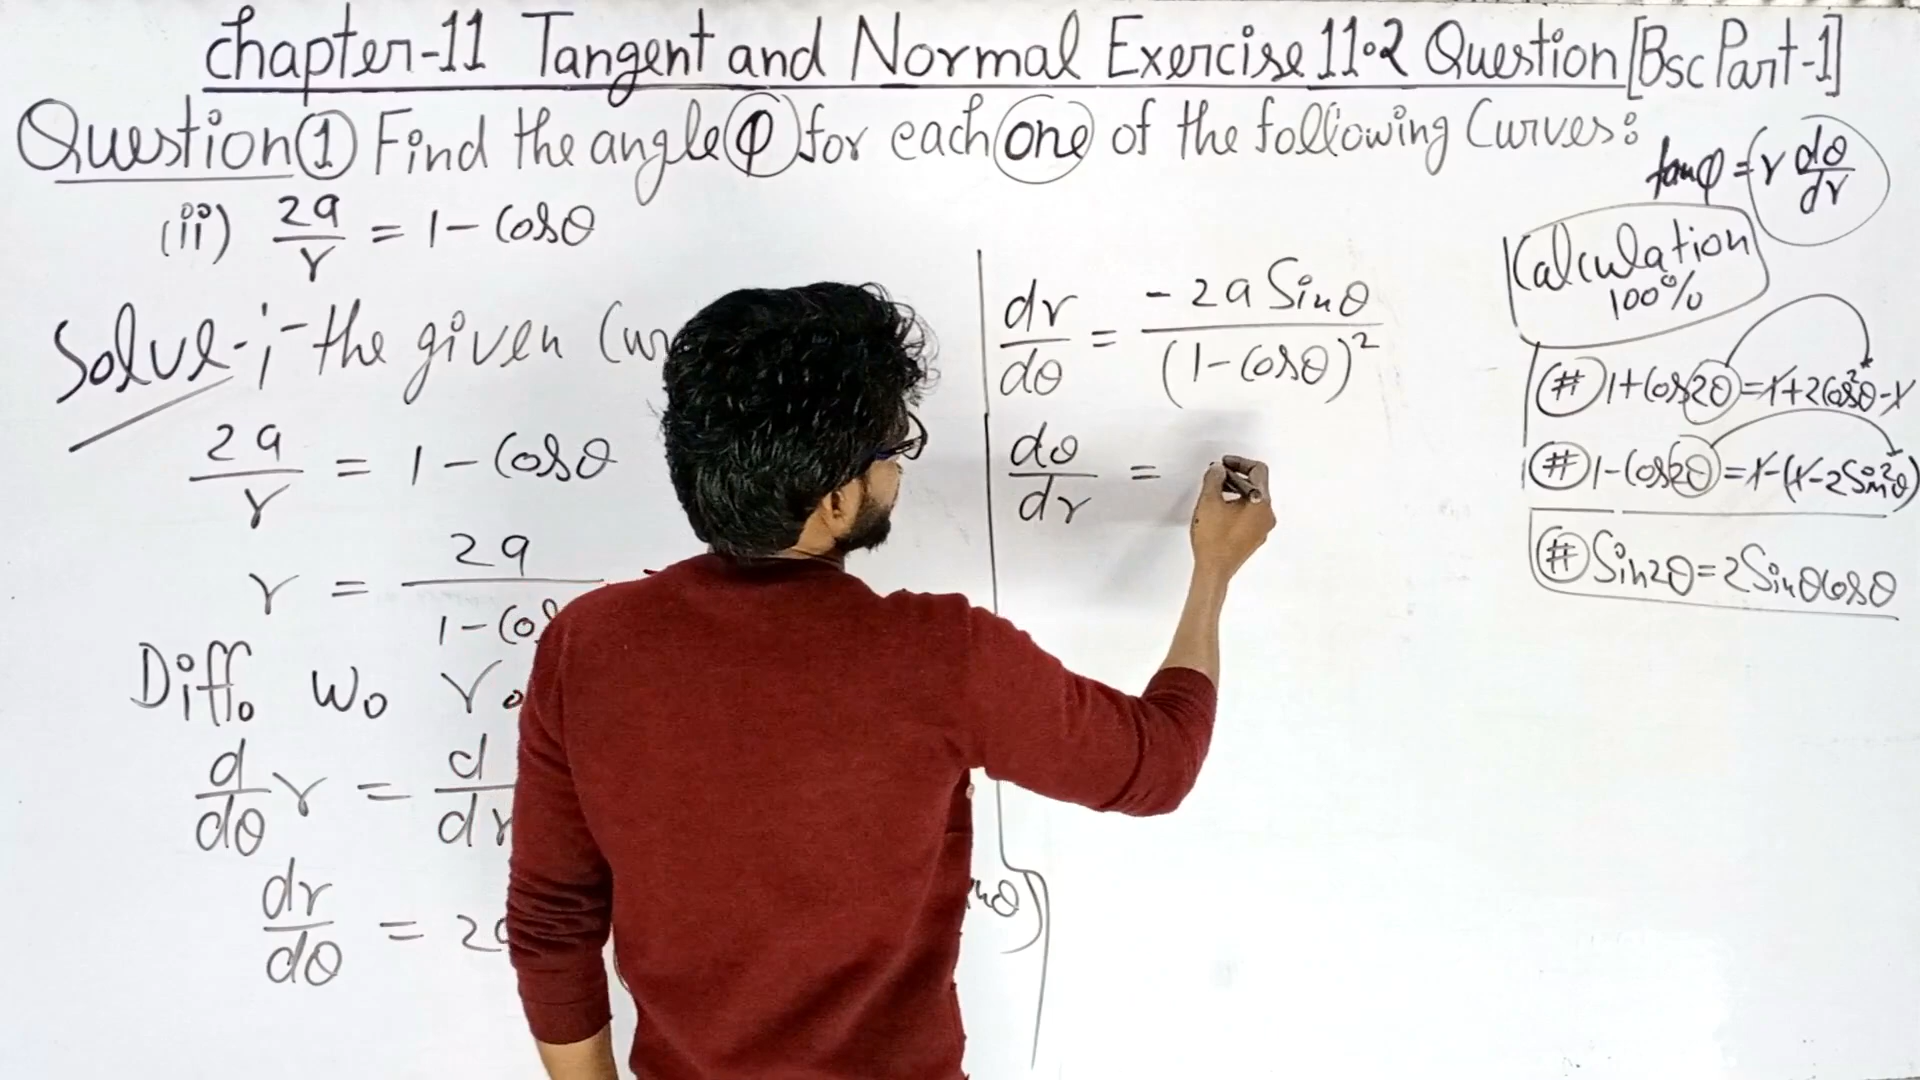 Chapter-11 Tangent and Normal Exercise 11.2 Question [Bsc Part-1]
Question ① Find the angle φ for each one of the following Curves:
tanφ = r dθ/dr
(ii) 2a/r = 1 - Cosθ
Solve:- the given
2a/r = 1 - Cosθ
r = 2a/1-Cos
Diff. w. r.
d/dθ r = d/dr
dr/dθ = 2a
inθ)
dr/dθ = -2a Sinθ/(1-Cosθ)²
dθ/dr =
Calculation
100%
# 1+Cos2θ = 1+2Cos²θ-1
# 1-Cos2θ = 1-(1-2Sin²θ)
# Sin2θ = 2SinθCosθ